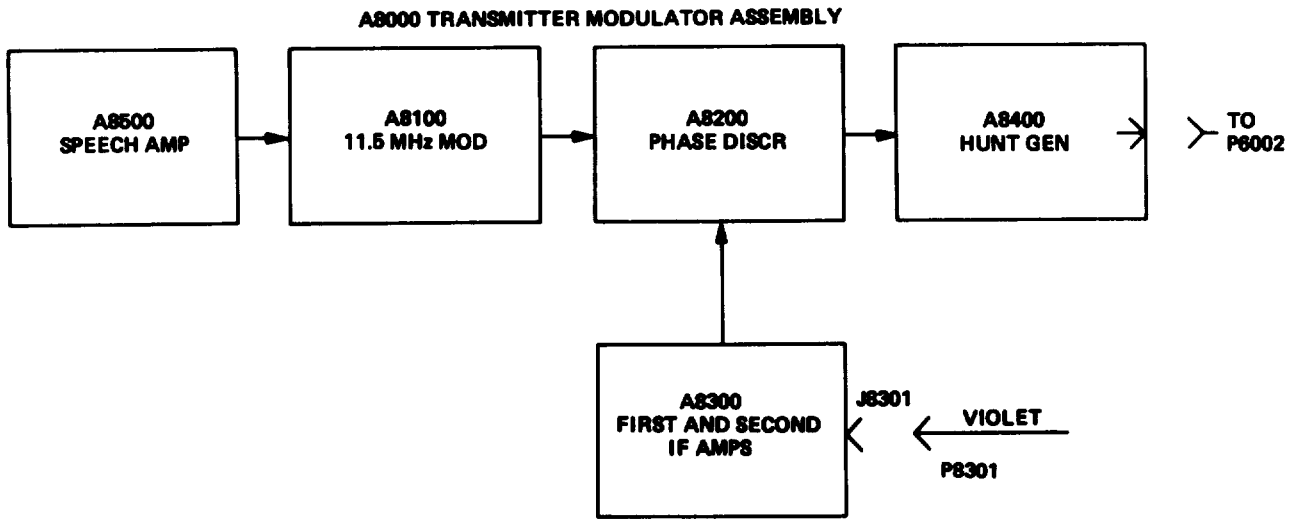 A8000 TRANSMITTER MODULATOR ASSEMBLY
A8500
SPEECH AMP
A8100
11.5 MHz MOD
A8200
PHASE DISCR
A8400
HUNT GEN
TO
P6002
A8300
FIRST AND SECOND
IF AMPS
J8301
VIOLET
P8301